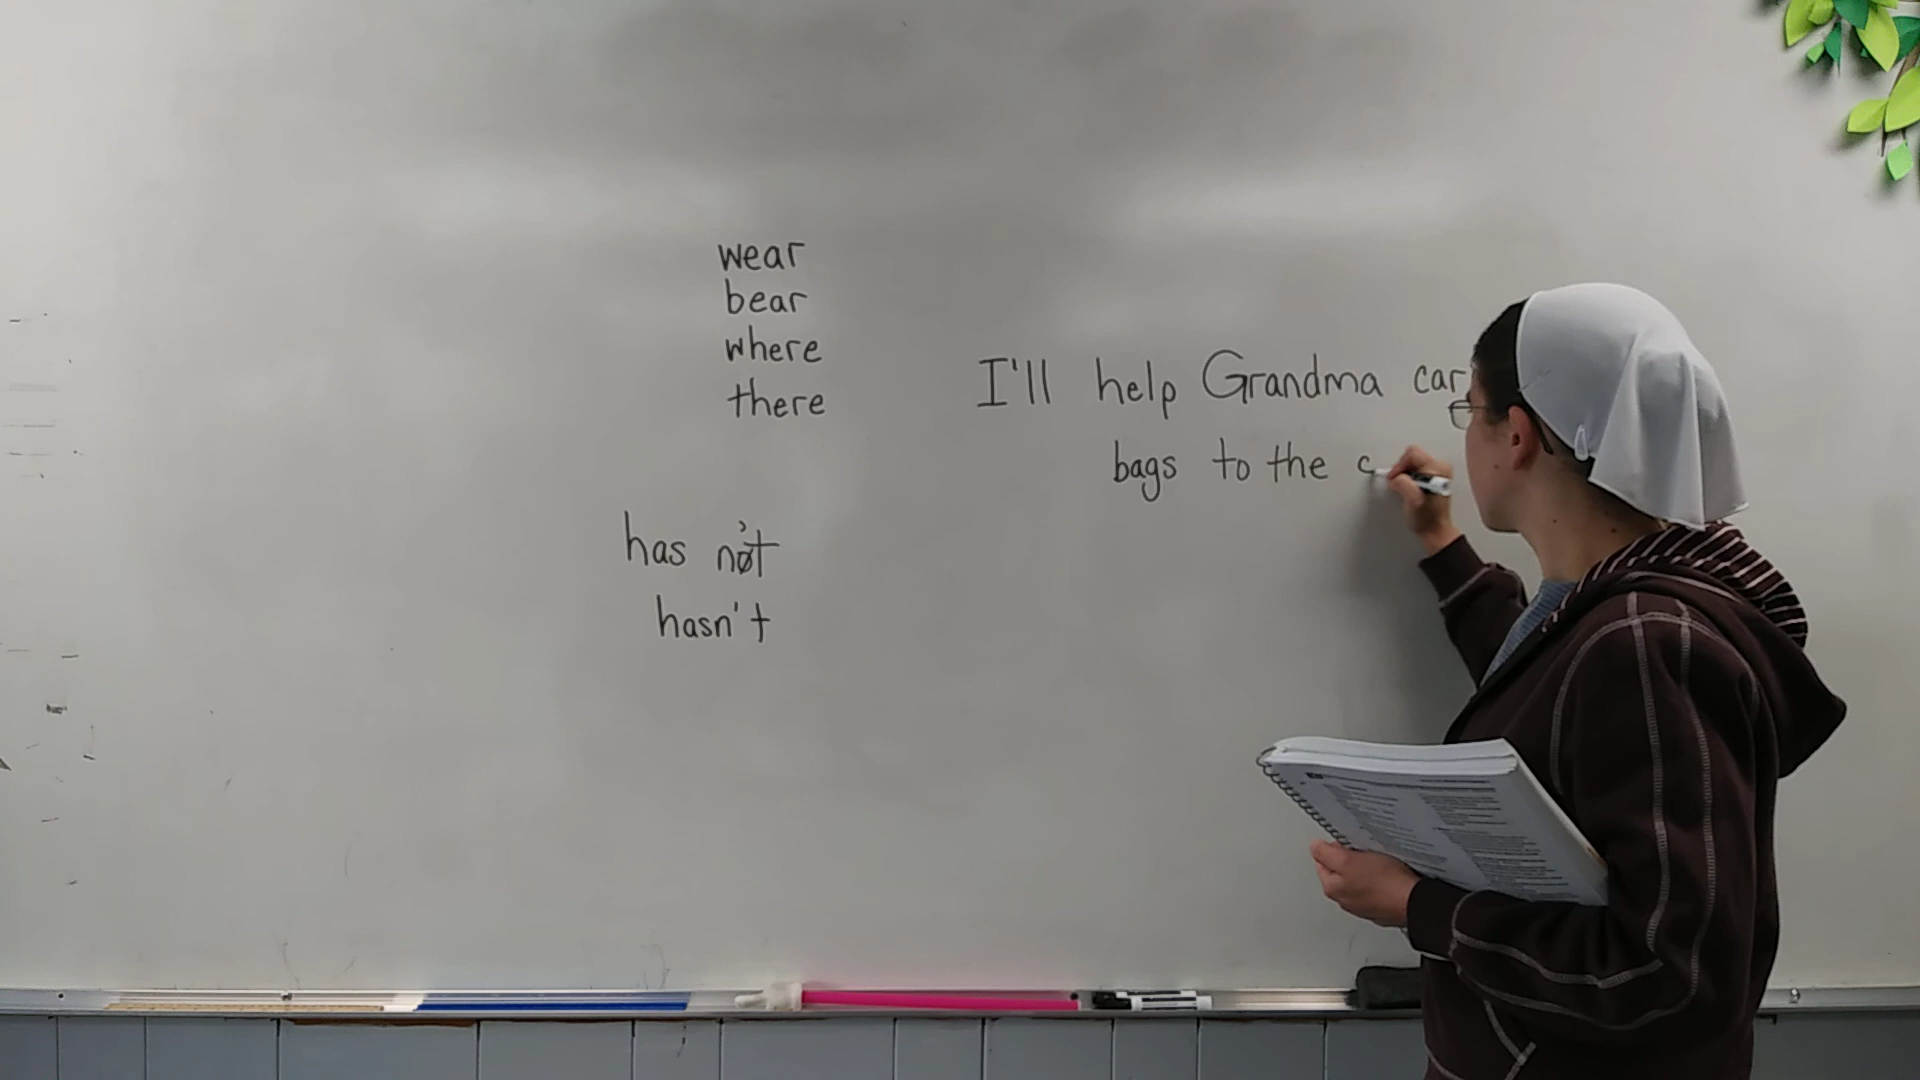 wear
bear
where
there
I'll help Grandma car
bags to the c
has not
hasn't